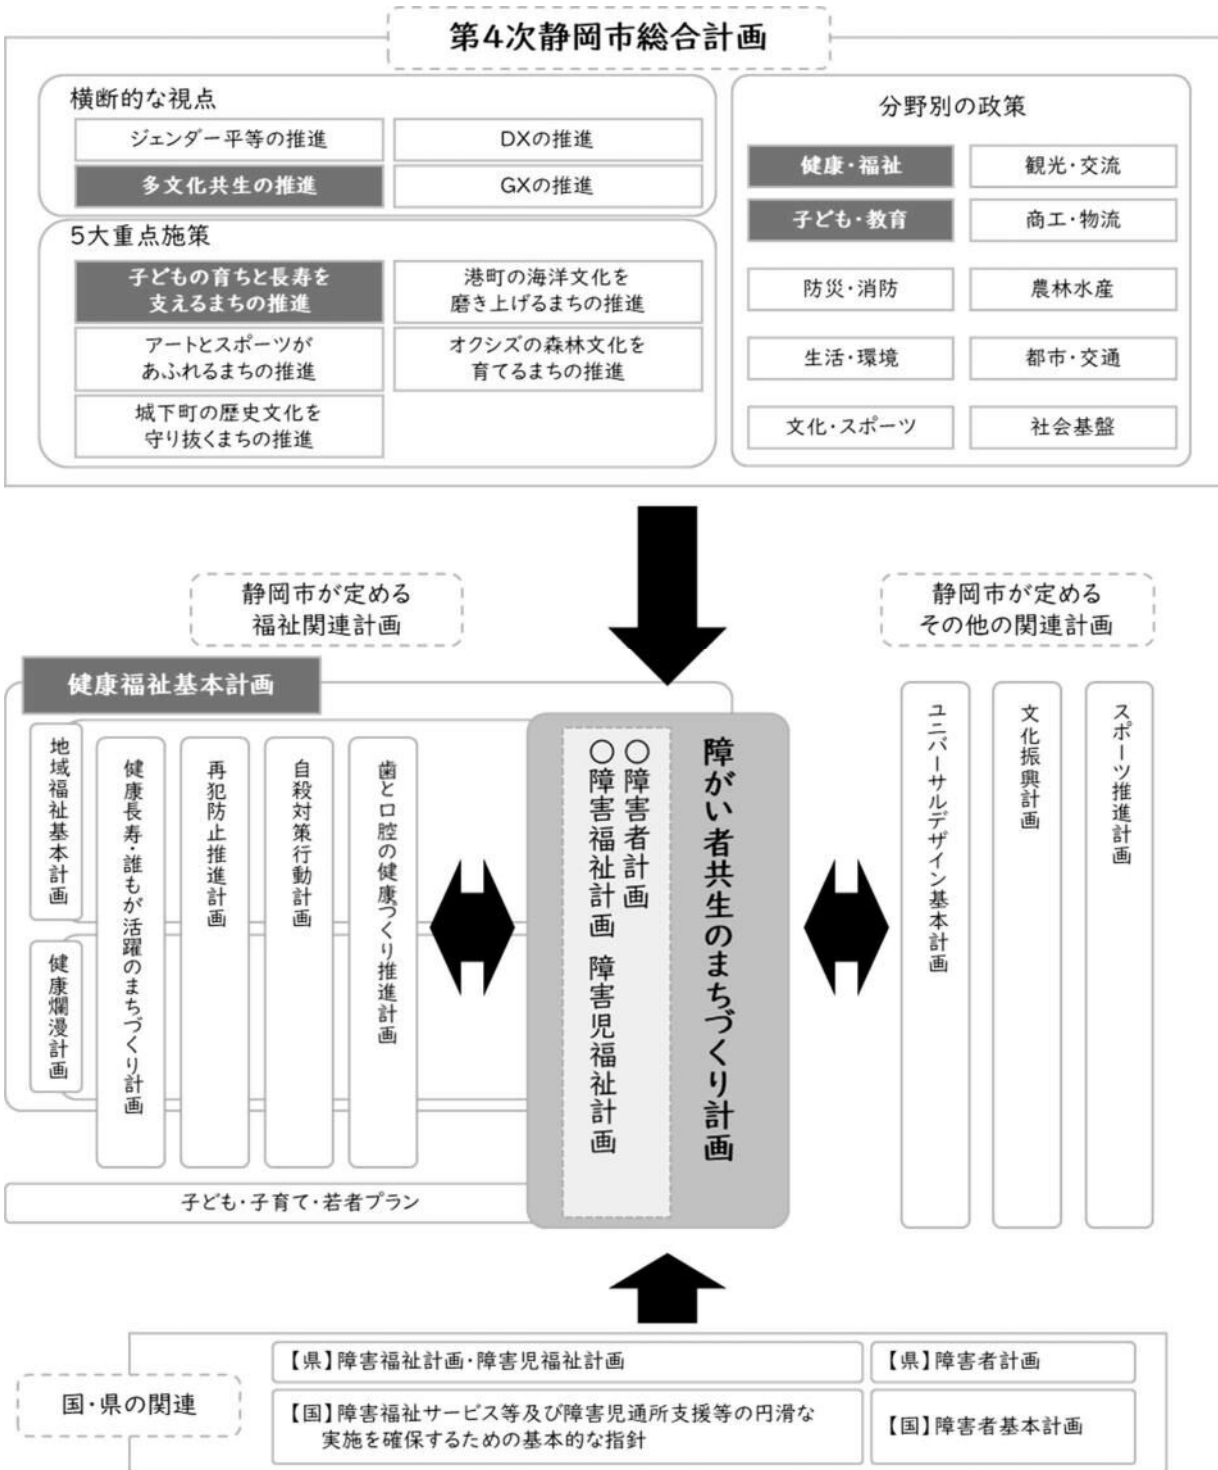 第4次静岡市総合計画
横断的な視点
ジェンダー平等の推進
DXの推進
多文化共生の推進
GXの推進
5大重点施策
子どもの育ちと長寿を
支えるまちの推進
港町の海洋文化を
磨き上げるまちの推進
アートとスポーツが
あふれるまちの推進
オクシズの森林文化を
育てるまちの推進
城下町の歴史文化を
守り抜くまちの推進
分野別の政策
健康・福祉
観光・交流
子ども・教育
商工・物流
防災・消防
農林水産
生活・環境
都市・交通
文化・スポーツ
社会基盤
静岡市が定める
福祉関連計画
静岡市が定める
その他の関連計画
健康福祉基本計画
地域福祉基本計画
健康爛漫計画
健康長寿・誰もが活躍のまちづくり計画
再犯防止推進計画
自殺対策行動計画
歯と口腔の健康づくり推進計画
子ども・子育て・若者プラン
障がい者共生のまちづくり計画
○障害者計画
○障害福祉計画 障害児福祉計画
ユニバーサルデザイン基本計画
文化振興計画
スポーツ推進計画
国・県の関連
【県】障害福祉計画・障害児福祉計画
【県】障害者計画
【国】障害福祉サービス等及び障害児通所支援等の円滑な
実施を確保するための基本的な指針
【国】障害者基本計画